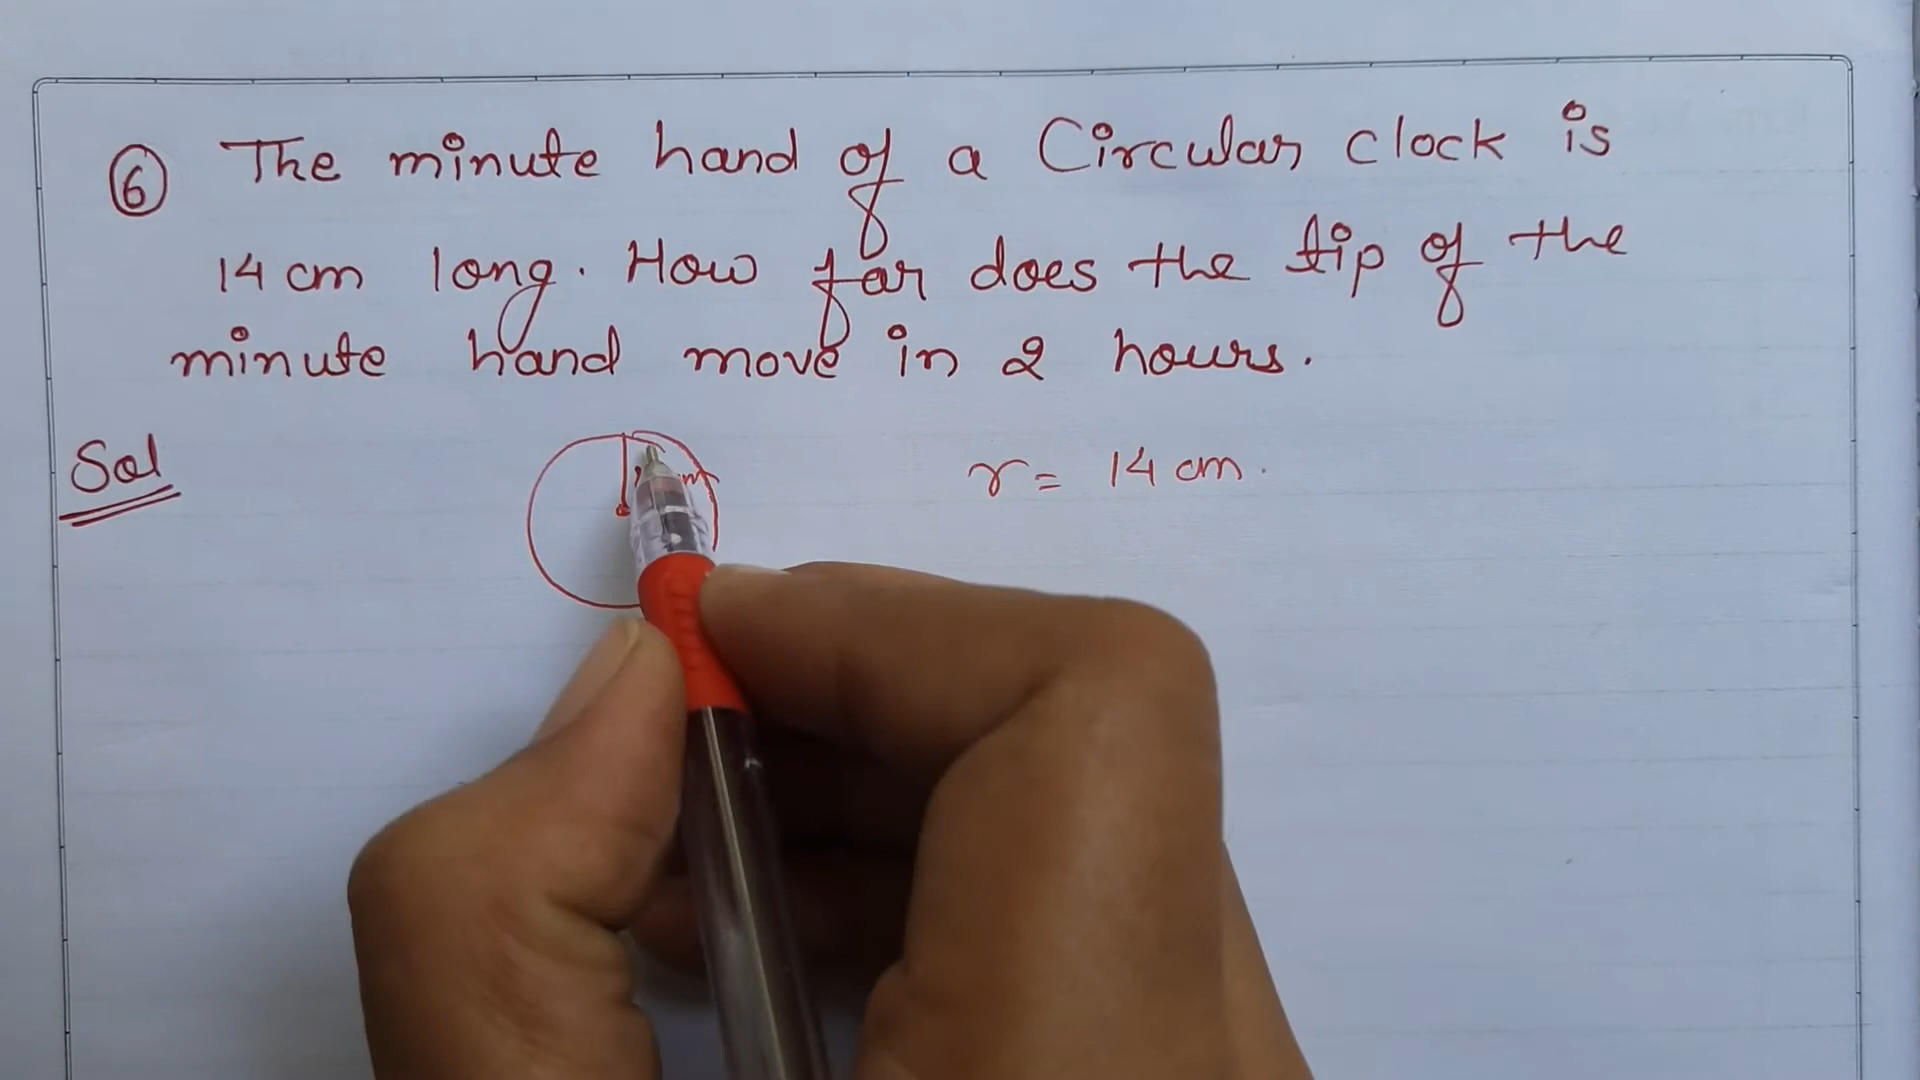 6 The minute hand of a Circular clock is
14 cm long. How far does the tip of the
minute hand move in 2 hours.
Sol
r = 14 cm.